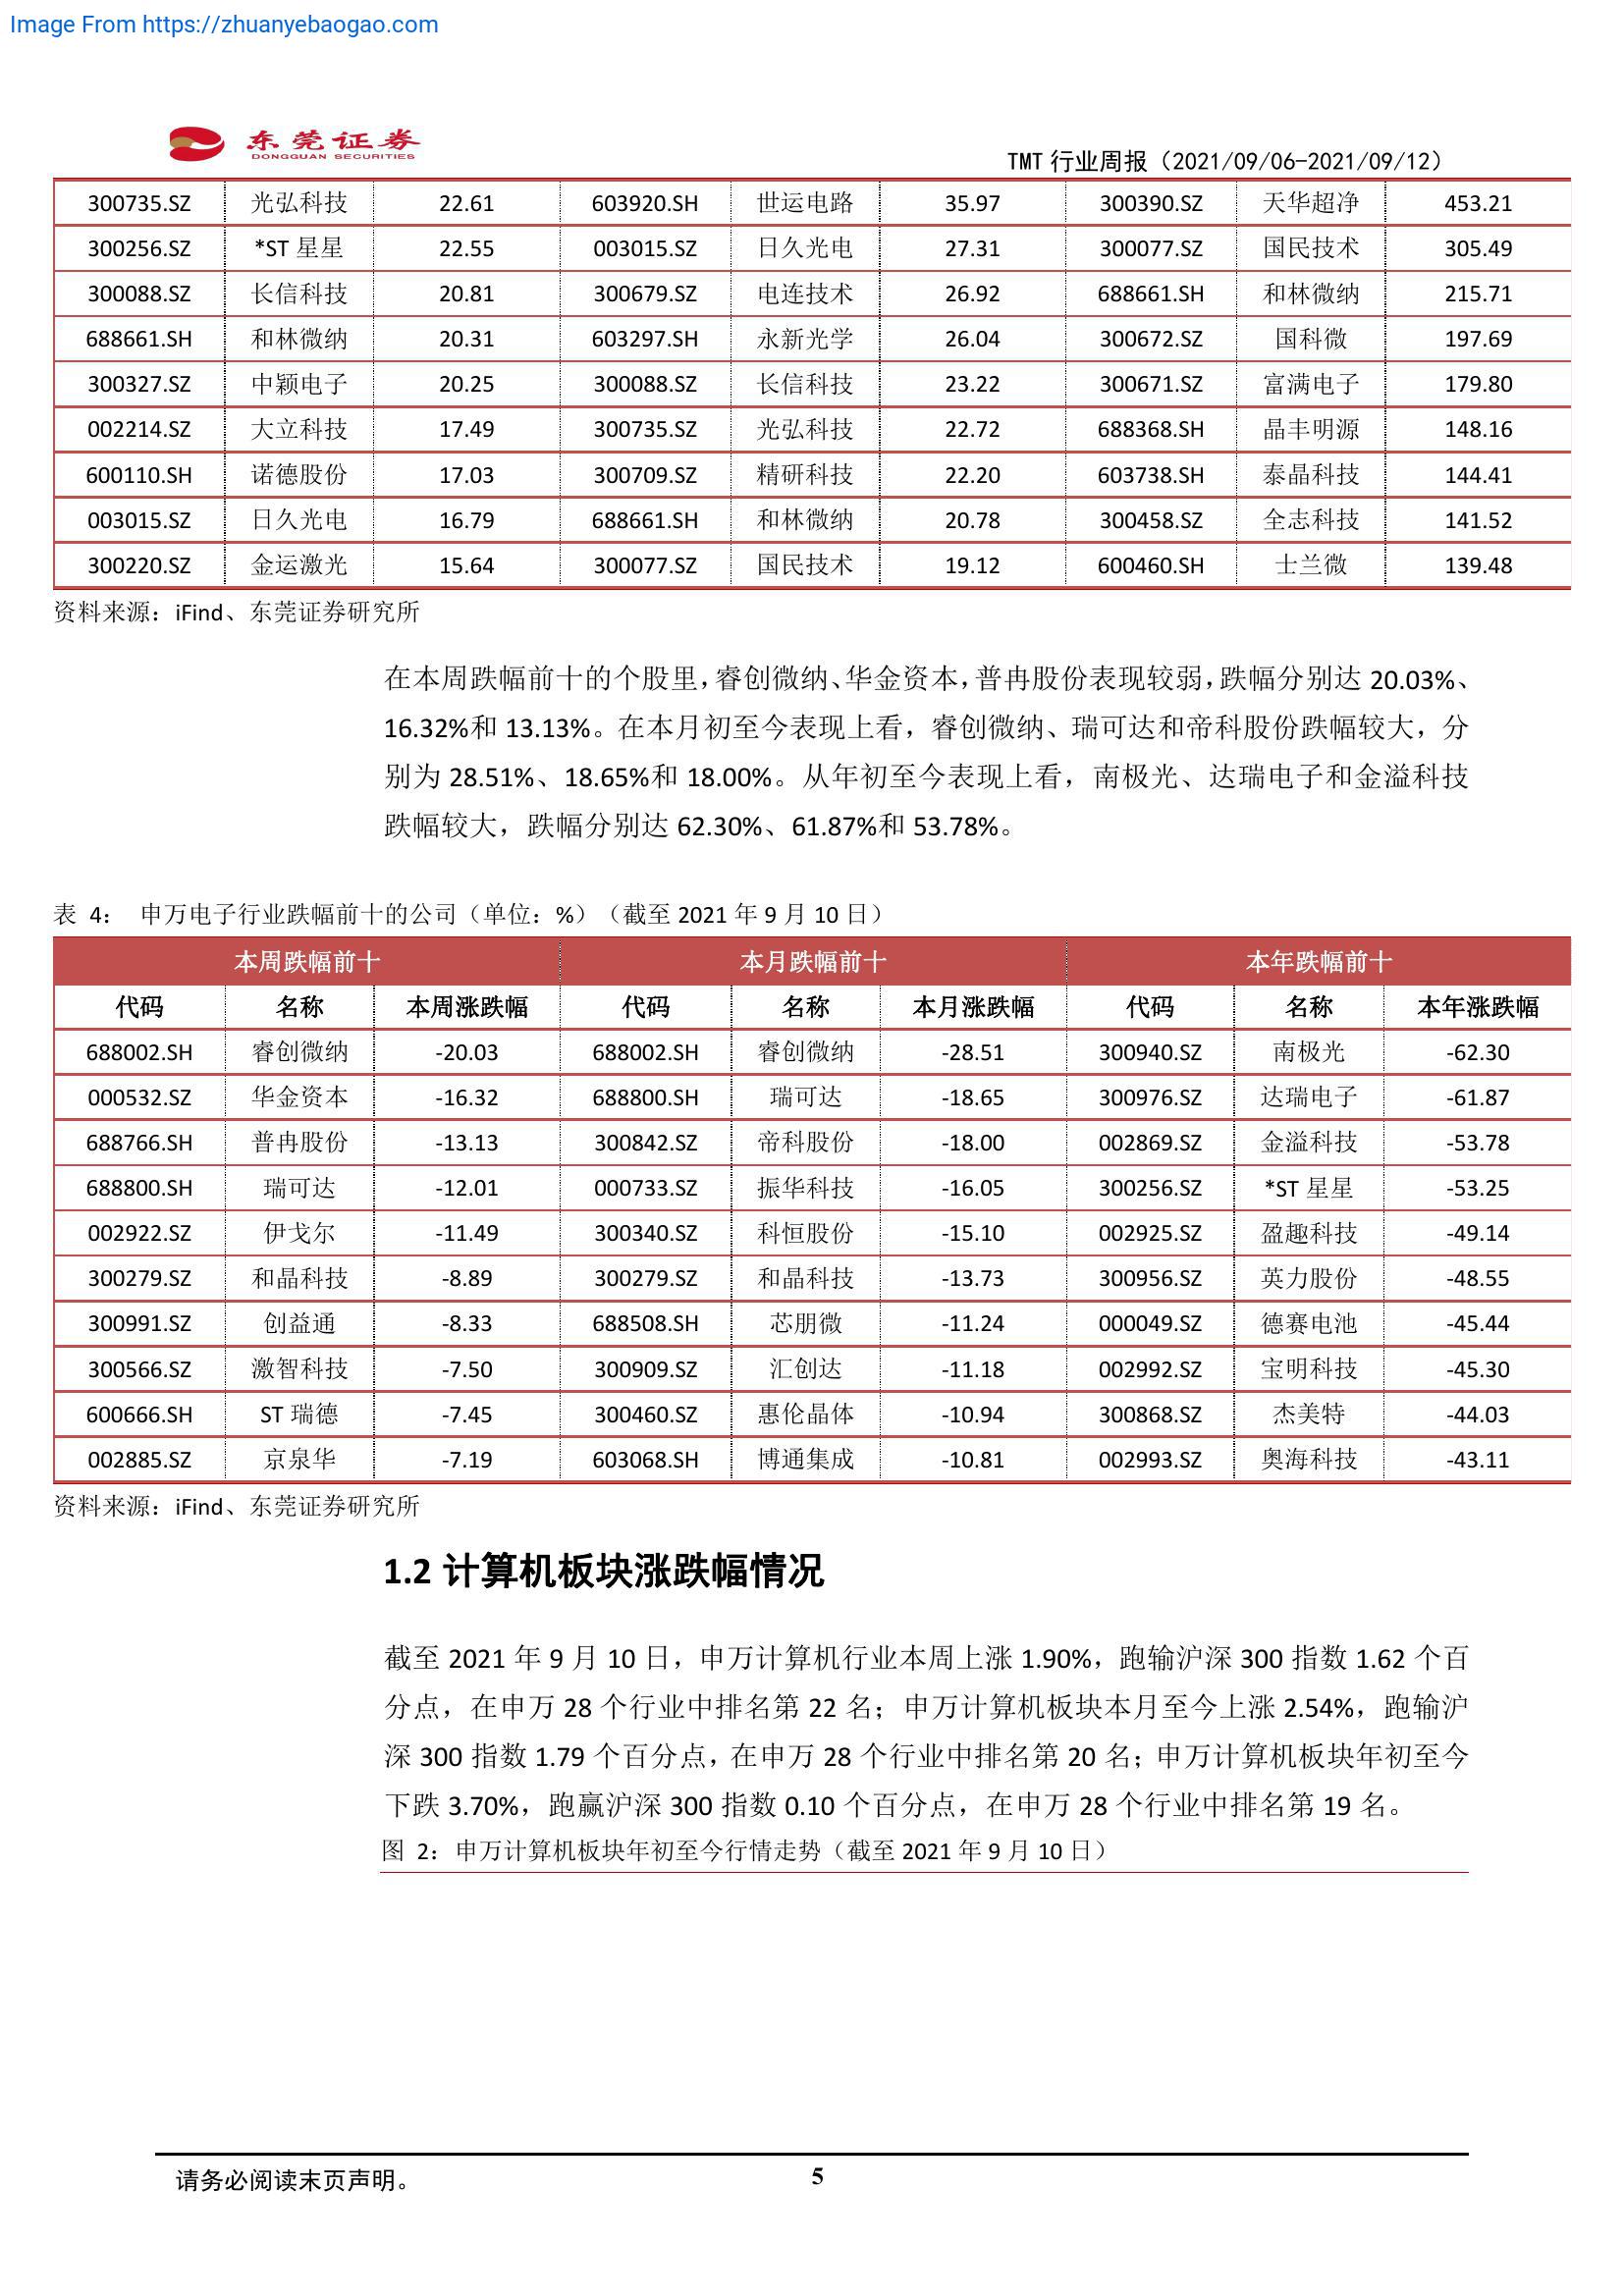 Image From https://zhuanyebaogao.com
东莞证券
DONGGUAN SECURITIES
TMT 行业周报（2021/09/06-2021/09/12）
300735.SZ 光弘科技 22.61 603920.SH 世运电路 35.97 300390.SZ 天华超净 453.21
300256.SZ *ST 星星 22.55 003015.SZ 日久光电 27.31 300077.SZ 国民技术 305.49
300088.SZ 长信科技 20.81 300679.SZ 电连技术 26.92 688661.SH 和林微纳 215.71
688661.SH 和林微纳 20.31 603297.SH 永新光学 26.04 300672.SZ 国科微 197.69
300327.SZ 中颖电子 20.25 300088.SZ 长信科技 23.22 300671.SZ 富满电子 179.80
002214.SZ 大立科技 17.49 300735.SZ 光弘科技 22.72 688368.SH 晶丰明源 148.16
600110.SH 诺德股份 17.03 300709.SZ 精研科技 22.20 603738.SH 泰晶科技 144.41
003015.SZ 日久光电 16.79 688661.SH 和林微纳 20.78 300458.SZ 全志科技 141.52
300220.SZ 金运激光 15.64 300077.SZ 国民技术 19.12 600460.SH 士兰微 139.48
资料来源：iFind、东莞证券研究所
在本周跌幅前十的个股里，睿创微纳、华金资本，普冉股份表现较弱，跌幅分别达 20.03%、
16.32%和 13.13%。在本月初至今表现上看，睿创微纳、瑞可达和帝科股份跌幅较大，分
别为 28.51%、18.65%和 18.00%。从年初至今表现上看，南极光、达瑞电子和金溢科技
跌幅较大，跌幅分别达 62.30%、61.87%和 53.78%。
表 4： 申万电子行业跌幅前十的公司（单位：%）（截至 2021 年 9 月 10 日）
本周跌幅前十 本月跌幅前十 本年跌幅前十
代码 名称 本周涨跌幅 代码 名称 本月涨跌幅 代码 名称 本年涨跌幅
688002.SH 睿创微纳 -20.03 688002.SH 睿创微纳 -28.51 300940.SZ 南极光 -62.30
000532.SZ 华金资本 -16.32 688800.SH 瑞可达 -18.65 300976.SZ 达瑞电子 -61.87
688766.SH 普冉股份 -13.13 300842.SZ 帝科股份 -18.00 002869.SZ 金溢科技 -53.78
688800.SH 瑞可达 -12.01 000733.SZ 振华科技 -16.05 300256.SZ *ST 星星 -53.25
002922.SZ 伊戈尔 -11.49 300340.SZ 科恒股份 -15.10 002925.SZ 盈趣科技 -49.14
300279.SZ 和晶科技 -8.89 300279.SZ 和晶科技 -13.73 300956.SZ 英力股份 -48.55
300991.SZ 创益通 -8.33 688508.SH 芯朋微 -11.24 000049.SZ 德赛电池 -45.44
300566.SZ 激智科技 -7.50 300909.SZ 汇创达 -11.18 002992.SZ 宝明科技 -45.30
600666.SH ST 瑞德 -7.45 300460.SZ 惠伦晶体 -10.94 300868.SZ 杰美特 -44.03
002885.SZ 京泉华 -7.19 603068.SH 博通集成 -10.81 002993.SZ 奥海科技 -43.11
资料来源：iFind、东莞证券研究所
1.2 计算机板块涨跌幅情况
截至 2021 年 9 月 10 日，申万计算机行业本周上涨 1.90%，跑输沪深 300 指数 1.62 个百
分点，在申万 28 个行业中排名第 22 名；申万计算机板块本月至今上涨 2.54%，跑输沪
深 300 指数 1.79 个百分点，在申万 28 个行业中排名第 20 名；申万计算机板块年初至今
下跌 3.70%，跑赢沪深 300 指数 0.10 个百分点，在申万 28 个行业中排名第 19 名。
图 2：申万计算机板块年初至今行情走势（截至 2021 年 9 月 10 日）
请务必阅读末页声明。
5